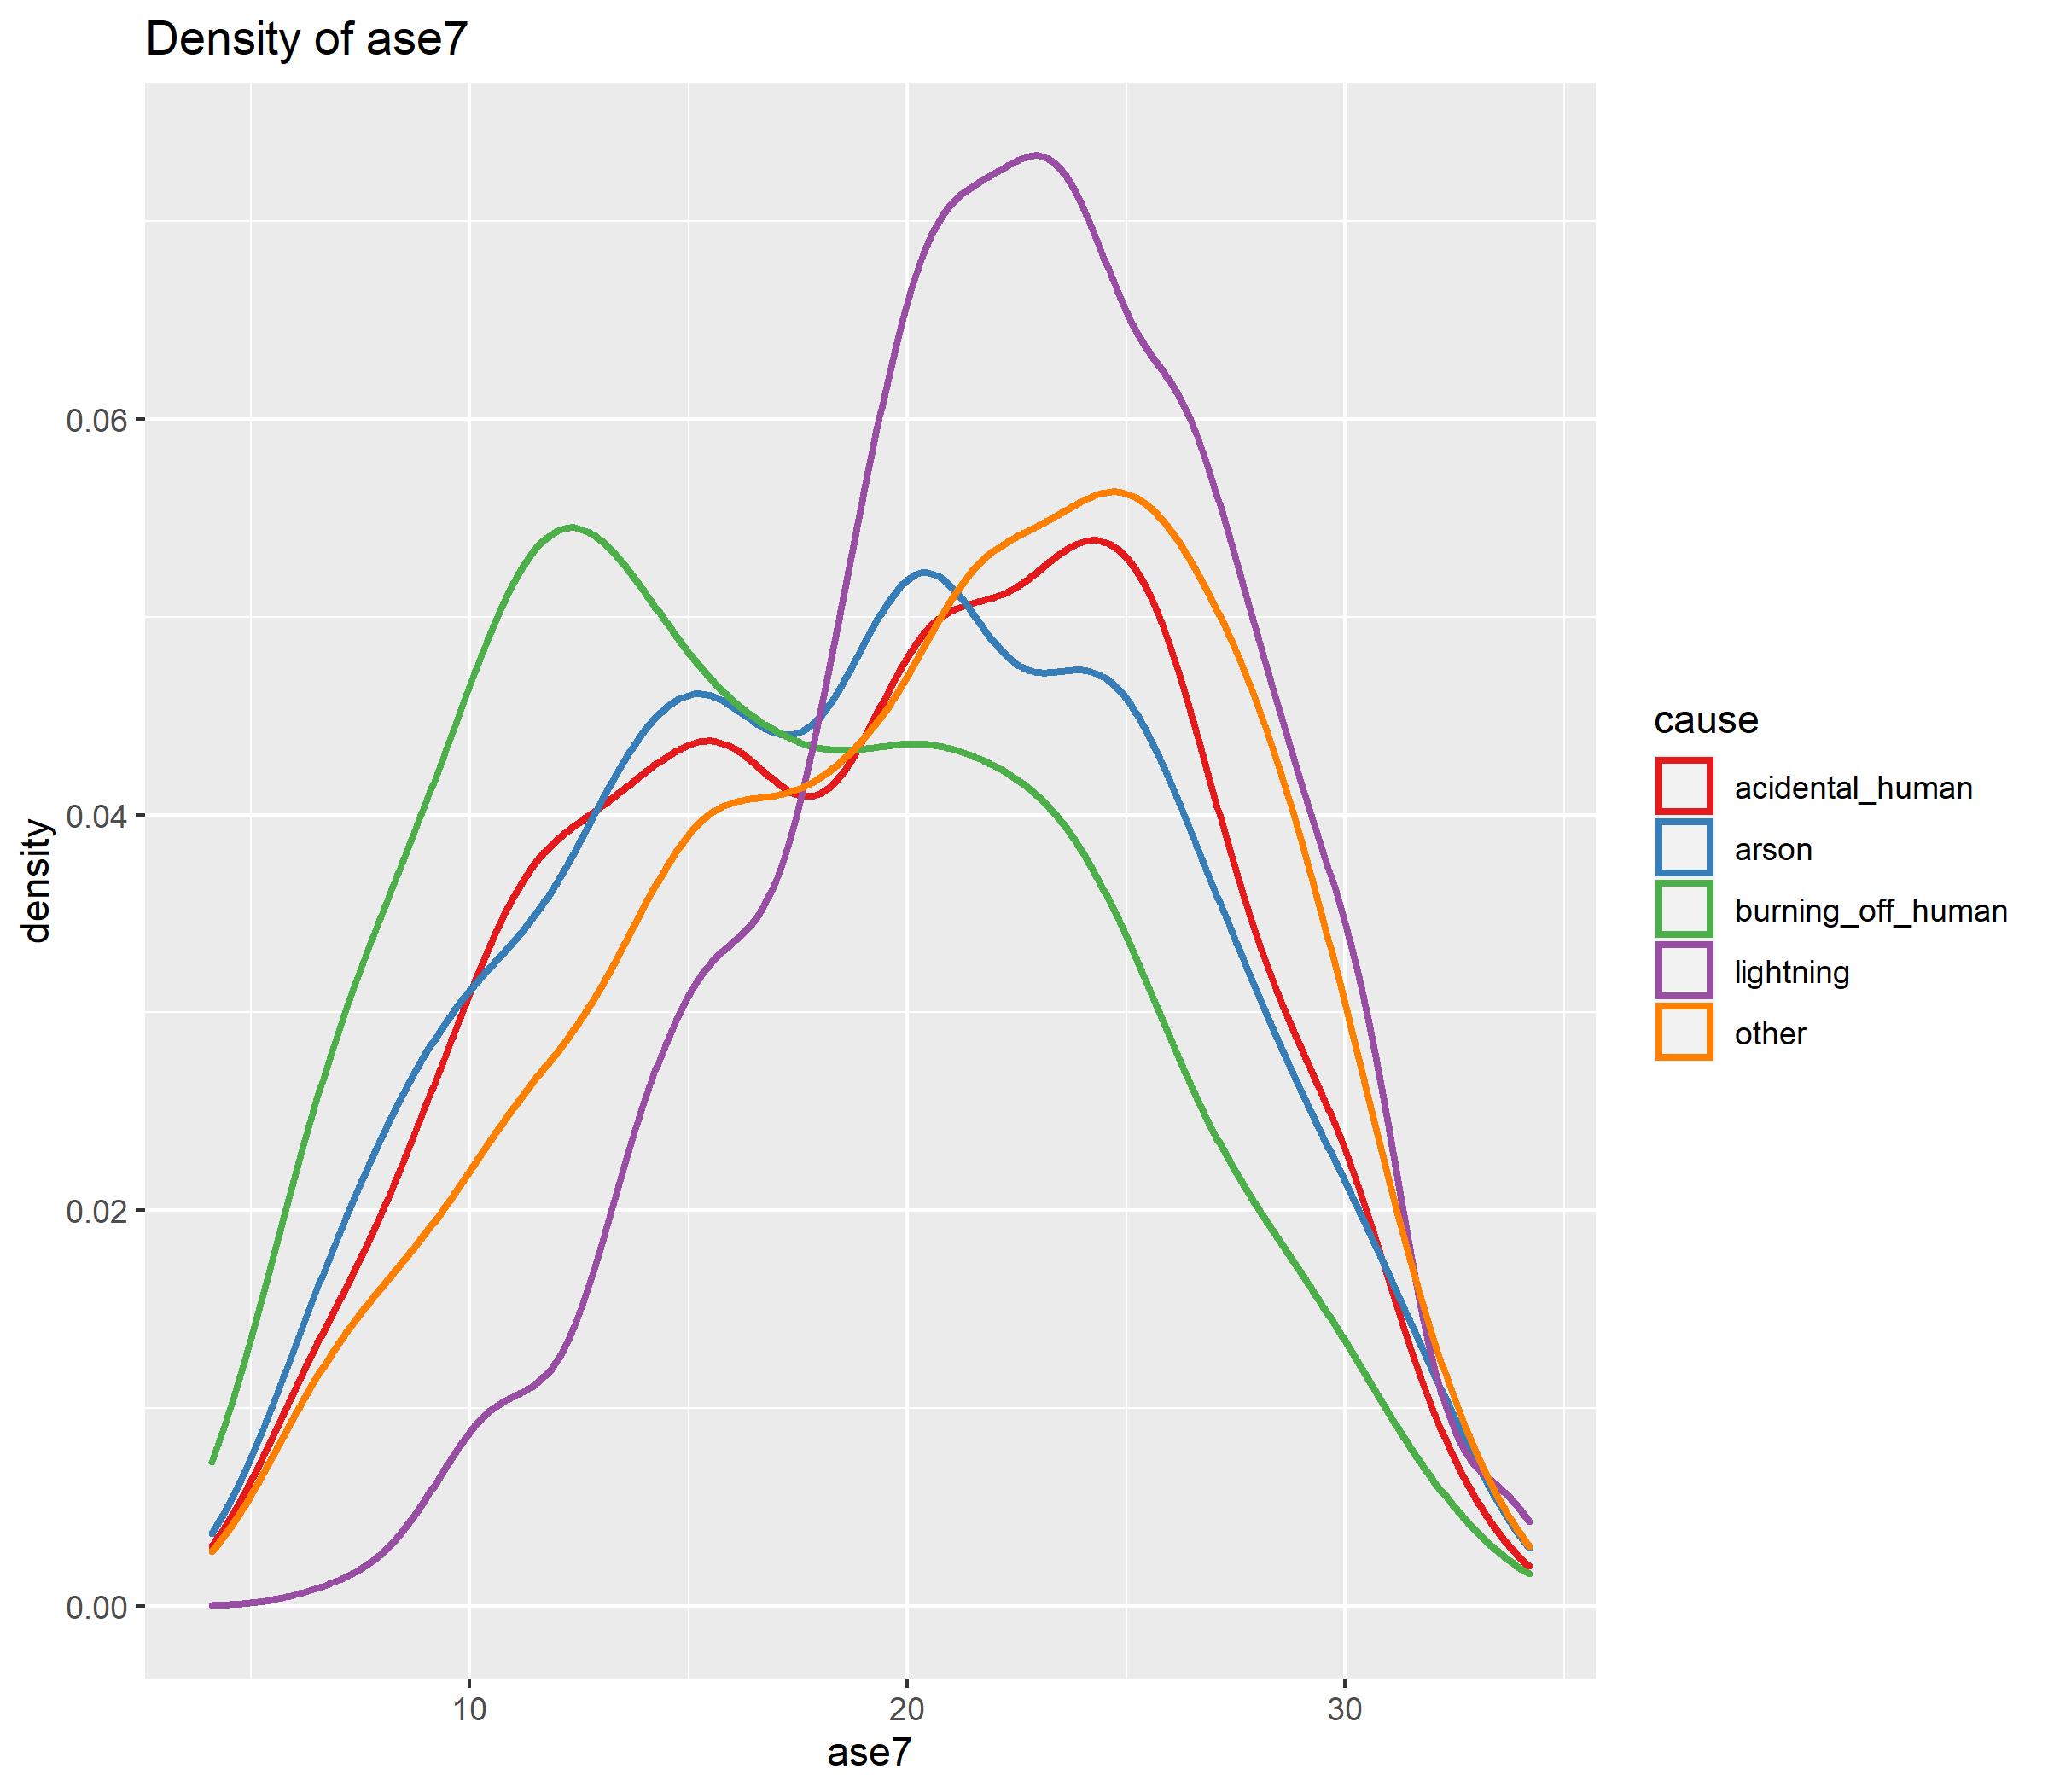 Density of ase7
density
0.06
0.04
0.02
0.00
10 20 30
ase7
cause
acidental_human
arson
burning_off_human
lightning
other